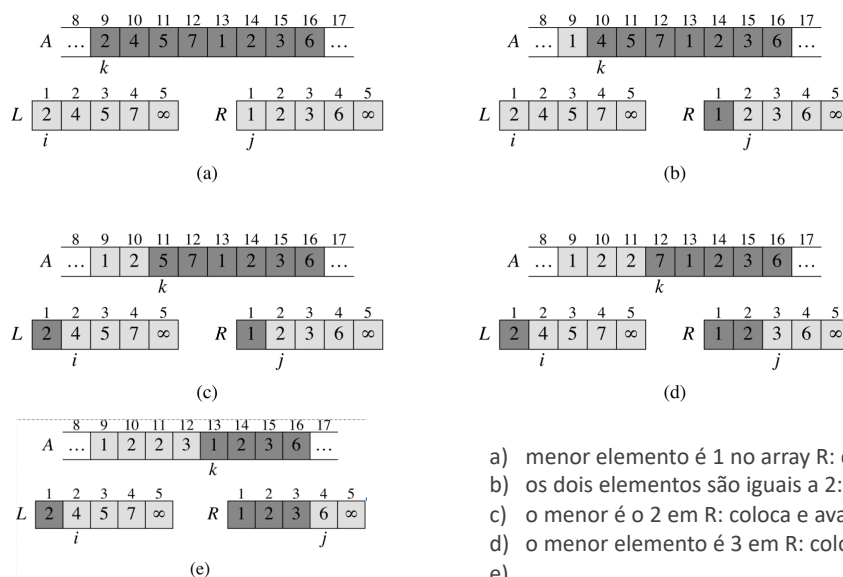 8 9 10 11 12 13 14 15 16 17
A … 2 4 5 7 1 2 3 6 …
k
1 2 3 4 5 1 2 3 4 5
L 2 4 5 7 ∞ R 1 2 3 6 ∞
i j
(a)
8 9 10 11 12 13 14 15 16 17
A … 1 4 5 7 1 2 3 6 …
k
1 2 3 4 5 1 2 3 4 5
L 2 4 5 7 ∞ R 1 2 3 6 ∞
i j
(b)
8 9 10 11 12 13 14 15 16 17
A … 1 2 5 7 1 2 3 6 …
k
1 2 3 4 5 1 2 3 4 5
L 2 4 5 7 ∞ R 1 2 3 6 ∞
i j
(c)
8 9 10 11 12 13 14 15 16 17
A … 1 2 2 7 1 2 3 6 …
k
1 2 3 4 5 1 2 3 4 5
L 2 4 5 7 ∞ R 1 2 3 6 ∞
i j
(d)
8 9 10 11 12 13 14 15 16 17
A … 1 2 2 3 1 2 3 6 …
k
1 2 3 4 5 1 2 3 4 5
L 2 4 5 7 ∞ R 1 2 3 6 ∞
i j
(e)
a) menor elemento é 1 no array R:
b) os dois elementos são iguais a 2:
c) o menor é o 2 em R: coloca e
d) o menor elemento é 3 em R:
e)